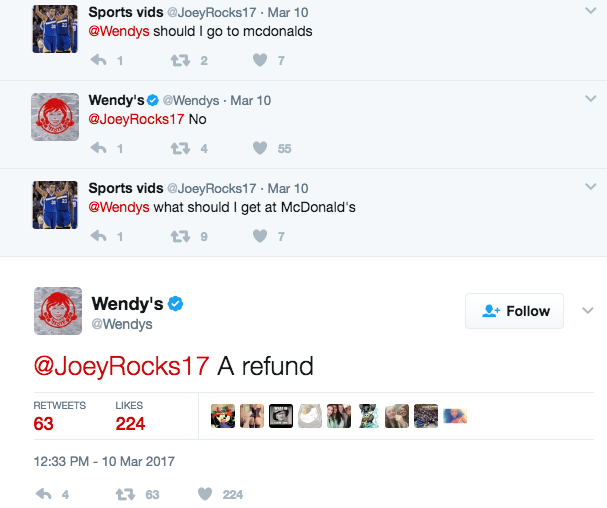 Sports vids @JoeyRocks17 · Mar 10
@Wendys should I go to mcdonalds
1 2 7
Wendy's @Wendys · Mar 10
@JoeyRocks17 No
1 4 55
Sports vids @JoeyRocks17 · Mar 10
@Wendys what should I get at McDonald's
1 9 7
Wendy's
@Wendys
Follow
@JoeyRocks17 A refund
RETWEETS LIKES
63 224
12:33 PM - 10 Mar 2017
4 63 224